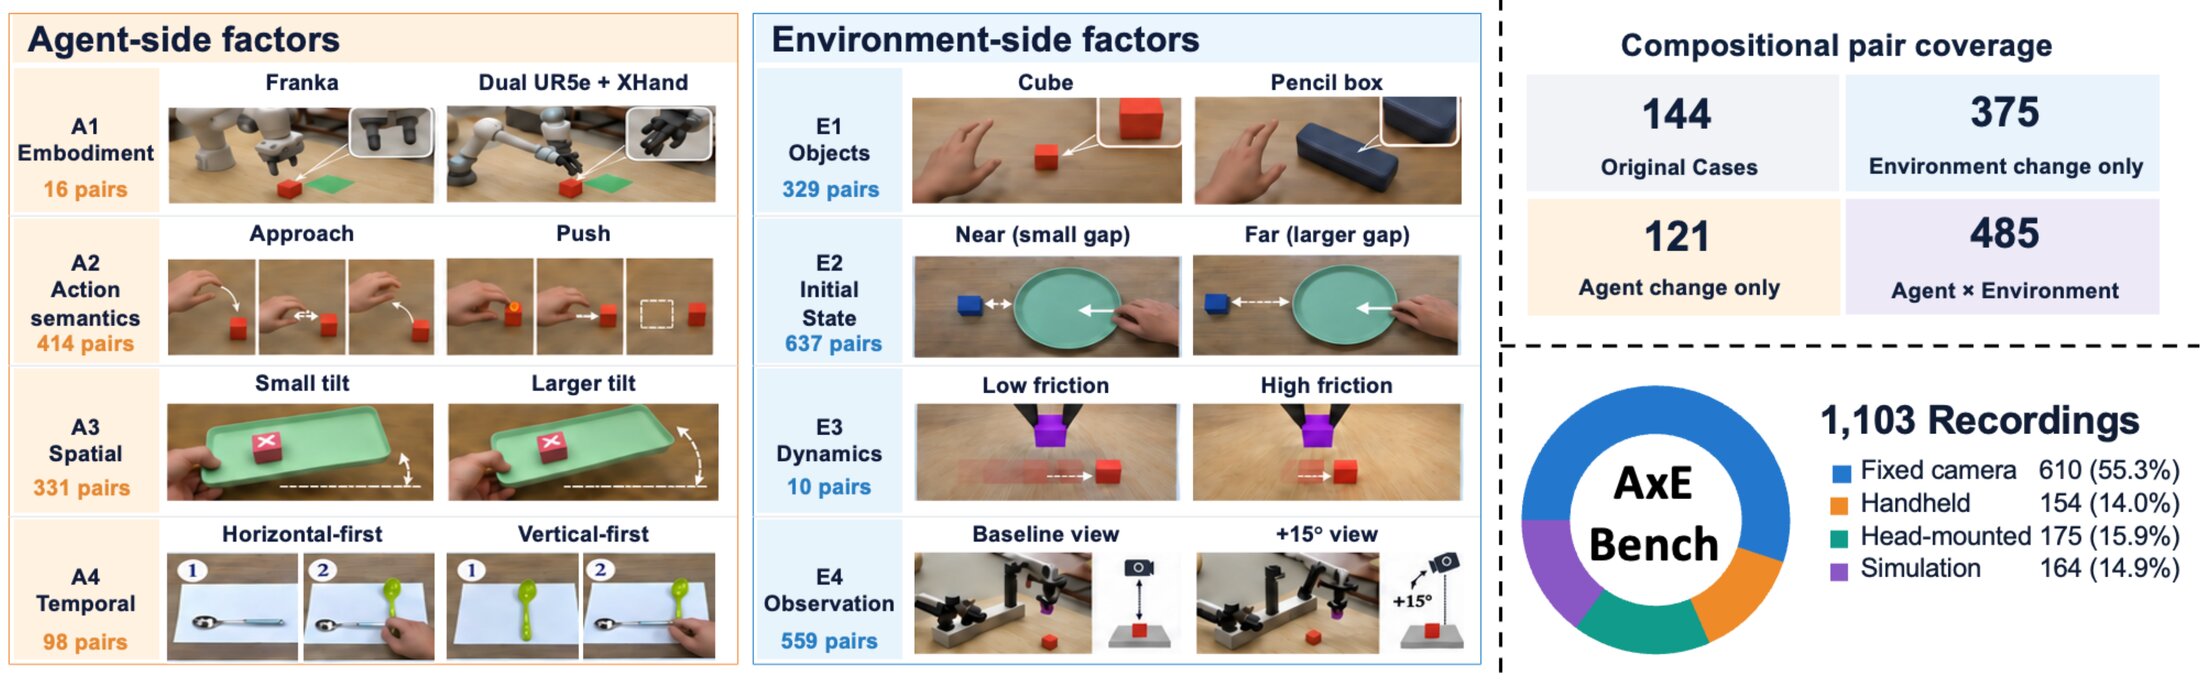 Agent-side factors
Franka
Dual UR5e + XHand
A1
Embodiment
16 pairs
Approach
Push
A2
Action
semantics
414 pairs
Small tilt
Larger tilt
A3
Spatial
331 pairs
Horizontal-first
Vertical-first
A4
Temporal
98 pairs
1
2
1
2
Environment-side factors
Cube
Pencil box
E1
Objects
329 pairs
Near (small gap)
Far (larger gap)
E2
Initial
State
637 pairs
Low friction
High friction
E3
Dynamics
10 pairs
Baseline view
+15° view
E4
Observation
559 pairs
+15°
Compositional pair coverage
144
Original Cases
375
Environment change only
121
Agent change only
485
Agent × Environment
AxE
Bench
1,103 Recordings
Fixed camera 610 (55.3%)
Handheld 154 (14.0%)
Head-mounted 175 (15.9%)
Simulation 164 (14.9%)